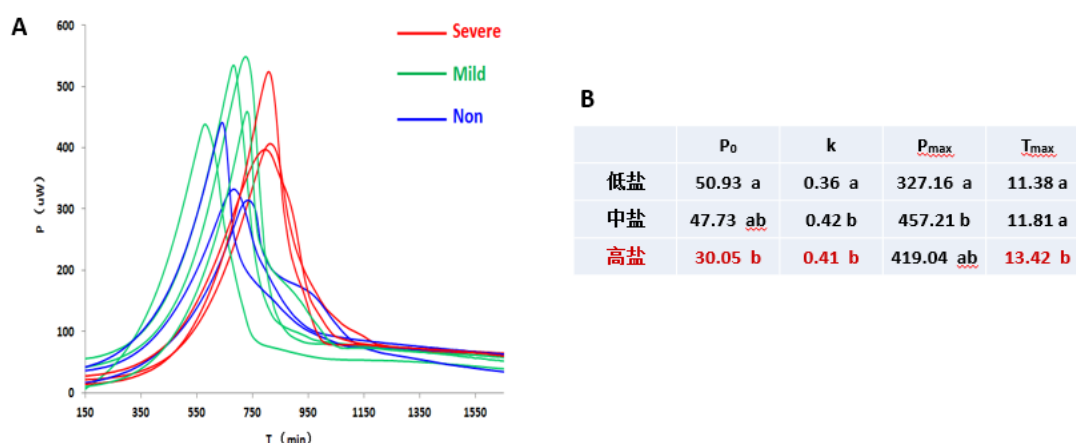 A
600
500
400
300
200
100
0
P (uW)
150 350 550 750 950 1150 1350 1550
T (min)
Severe
Mild
Non
B
P₀ k Pmax Tmax
低盐 50.93 a 0.36 a 327.16 a 11.38 a
中盐 47.73 ab 0.42 b 457.21 b 11.81 a
高盐 30.05 b 0.41 b 419.04 ab 13.42 b